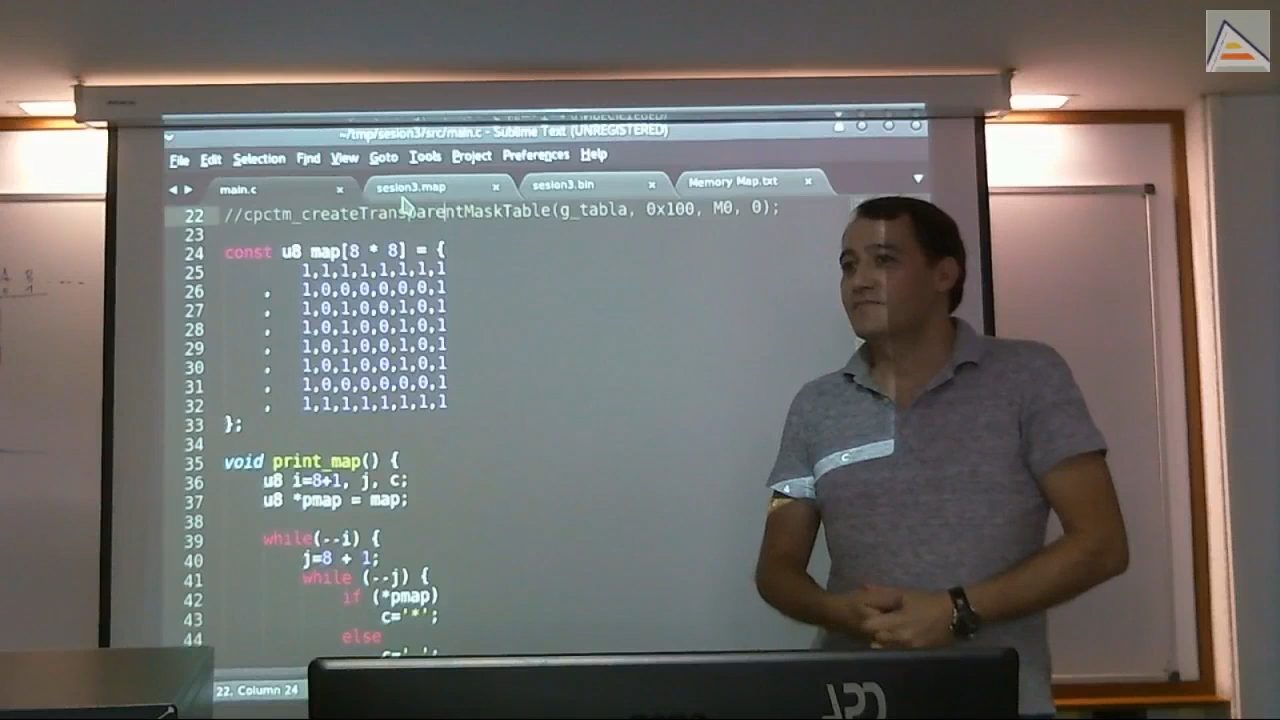 ~/tmp/sesion3/src/main.c - Sublime Text (UNREGISTERED)
File Edit Selection Find View Goto Tools Project Preferences Help
main.c × sesion3.map × sesion3.bin × Memory Map.txt ×
22 //cpctm_createTransparentMaskTable(g_tabla, 0x100, M0, 0);
23
24 const u8 map[8 * 8] = {
25 1,1,1,1,1,1,1,1
26 , 1,0,0,0,0,0,0,1
27 , 1,0,1,0,0,1,0,1
28 , 1,0,1,0,0,1,0,1
29 , 1,0,1,0,0,1,0,1
30 , 1,0,1,0,0,1,0,1
31 , 1,0,0,0,0,0,0,1
32 , 1,1,1,1,1,1,1,1
33 };
34
35 void print_map() {
36 u8 i=8+1, j, c;
37 u8 *pmap = map;
38
39 while(--i) {
40 j=8 + 1;
41 while (--j) {
42 if (*pmap)
43 c='*';
44 else
c=' ';
22, Column 24